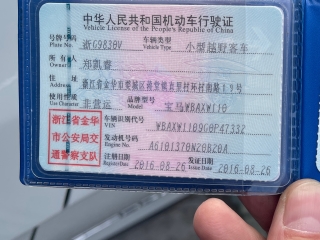 中华人民共和国机动车行驶证
Vehicle License of the People's Republic of China
号牌号码 浙G9830V 车辆类型 小型越野客车
Plate No. Vehicle Type
所有人 郑凯睿
Owner
住址 浙江省金华市婺城区
Address
使用性质 非营运 品牌型号 宝马WBAXW110
Use Character Model
浙江省金华市公安局交通警察支队
车辆识别代号 WBAXW1109G0P47332
VIN
发动机号码 A6101370N20B20A
Engine No.
注册日期 2016-08-26 发证日期 2016-08-26
Register Date Issue Date